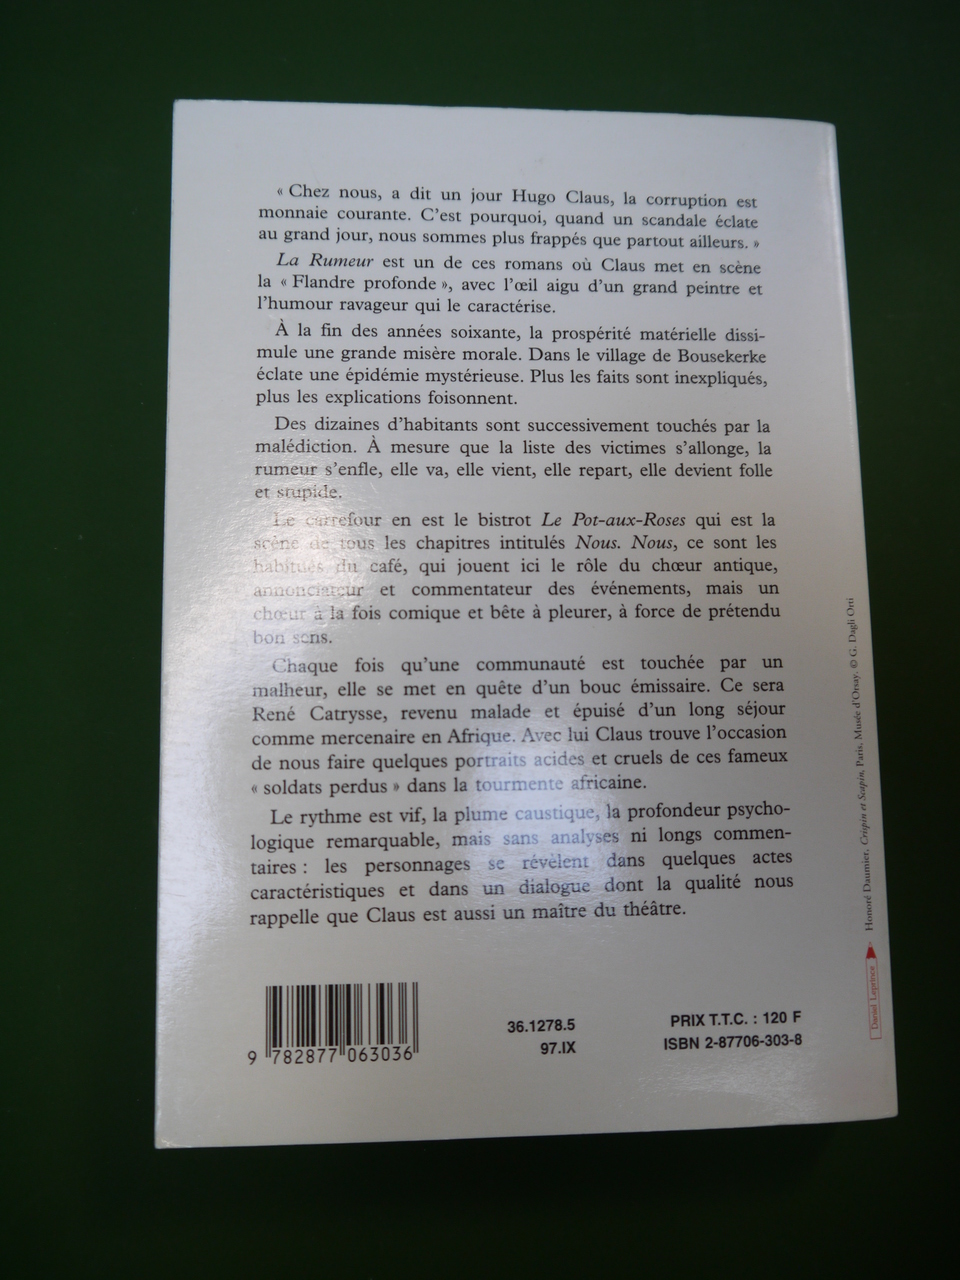 « Chez nous, a dit un jour Hugo Claus, la corruption est
monnaie courante. C'est pourquoi, quand un scandale éclate
au grand jour, nous sommes plus frappés que partout ailleurs. »
La Rumeur est un de ces romans où Claus met en scène
la « Flandre profonde », avec l'œil aigu d'un grand peintre et
l'humour ravageur qui le caractérise.
À la fin des années soixante, la prospérité matérielle dissi-
mule une grande misère morale. Dans le village de Bousekerke
éclate une épidémie mystérieuse. Plus les faits sont inexpliqués,
plus les explications foisonnent.
Des dizaines d'habitants sont successivement touchés par la
malédiction. À mesure que la liste des victimes s'allonge, la
rumeur s'enfle, elle va, elle vient, elle repart, elle devient folle
et stupide.
Le carrefour en est le bistrot Le Pot-aux-Roses qui est la
scène de tous les chapitres intitulés Nous. Nous, ce sont les
habitués du café, qui jouent ici le rôle du chœur antique,
annonciateur et commentateur des événements, mais un
chœur à la fois comique et bête à pleurer, à force de prétendu
bon sens.
Chaque fois qu'une communauté est touchée par un
malheur, elle se met en quête d'un bouc émissaire. Ce sera
René Catrysse, revenu malade et épuisé d'un long séjour
comme mercenaire en Afrique. Avec lui Claus trouve l'occasion
de nous faire quelques portraits acides et cruels de ces fameux
« soldats perdus » dans la tourmente africaine.
Le rythme est vif, la plume caustique, la profondeur psycho-
logique remarquable, mais sans analyses ni longs commen-
taires : les personnages se révèlent dans quelques actes
caractéristiques et dans un dialogue dont la qualité nous
rappelle que Claus est aussi un maître du théâtre.
9 782877 063036
36.1278.5
97.IX
PRIX T.T.C. : 120 F
ISBN 2-87706-303-8
Daniel Leprince
Honoré Daumier, Crispin et Scapin, Paris, Musée d'Orsay. © G. Dagli Orti